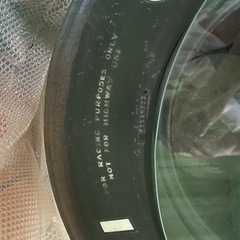 FOR RACING PURPOSES ONLY
NOT FOR HIGHWAY USE